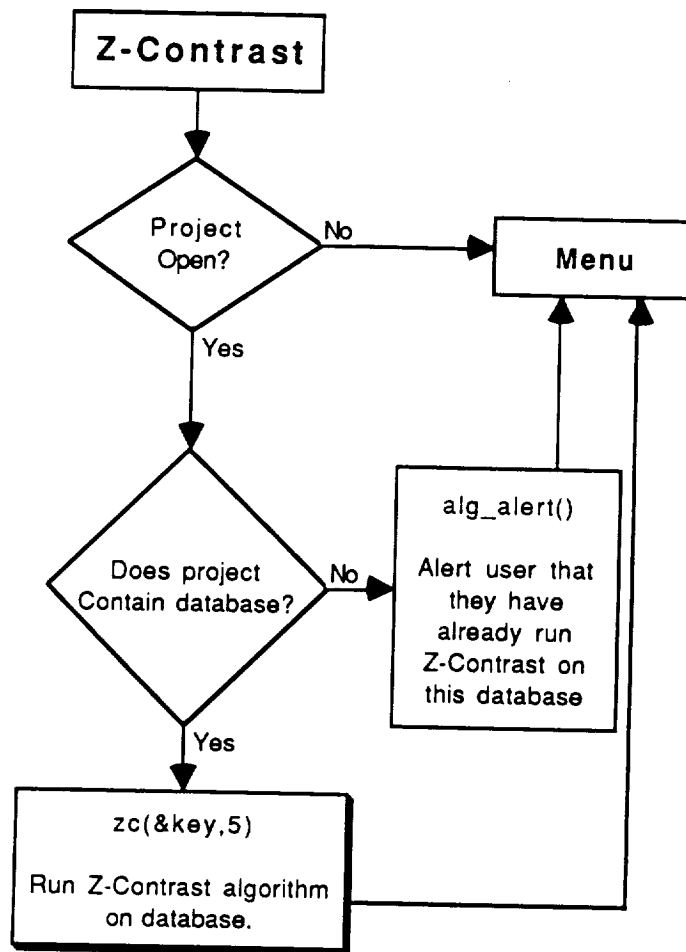 Z-Contrast
Project
Open?
No
Menu
Yes
Does project
Contain database?
No
alg_alert()
Alert user that
they have
already run
Z-Contrast on
this database
Yes
zc(&key,5)
Run Z-Contrast algorithm
on database.